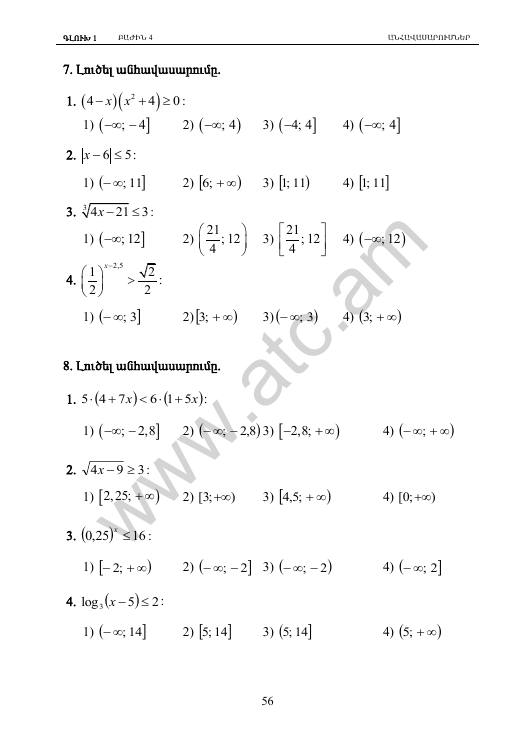 ԳԼՈՒԽ 1 ԲԱԺԻՆ 4 ԱՆՀԱՎԱՍԱՐՈՒՄՆԵՐ
7. Լուծել անհավասարումը.
1. (4 − x)(x² + 4) ≥ 0 :
1) (−∞; − 4] 2) (−∞; 4) 3) (−4; 4] 4) (−∞; 4]
2. |x − 6| ≤ 5 :
1) (− ∞; 11] 2) [6; + ∞) 3) [1; 11) 4) [1; 11]
3. ∛(4x − 21) ≤ 3 :
1) (−∞; 12] 2) (21/4; 12) 3) [21/4; 12] 4) (−∞; 12)
4. (1/2)^(x−2,5) > √2/2 :
1) (−∞; 3] 2) [3; + ∞) 3) (− ∞; 3) 4) (3; + ∞)
8. Լուծել անհավասարումը.
1. 5 · (4 + 7x) < 6 · (1 + 5x) :
1) (−∞; − 2,8] 2) (− ∞; − 2,8) 3) [−2,8; + ∞) 4) (− ∞; + ∞)
2. √(4x − 9) ≥ 3 :
1) [2,25; + ∞) 2) [3; +∞) 3) [4,5; + ∞) 4) [0; +∞)
3. (0,25)^x ≤ 16 :
1) [− 2; + ∞) 2) (− ∞; − 2] 3) (− ∞; − 2) 4) (− ∞; 2]
4. log₃(x − 5) ≤ 2 :
1) (− ∞; 14] 2) [5; 14] 3) (5; 14] 4) (5; + ∞)
www.atc.am
56